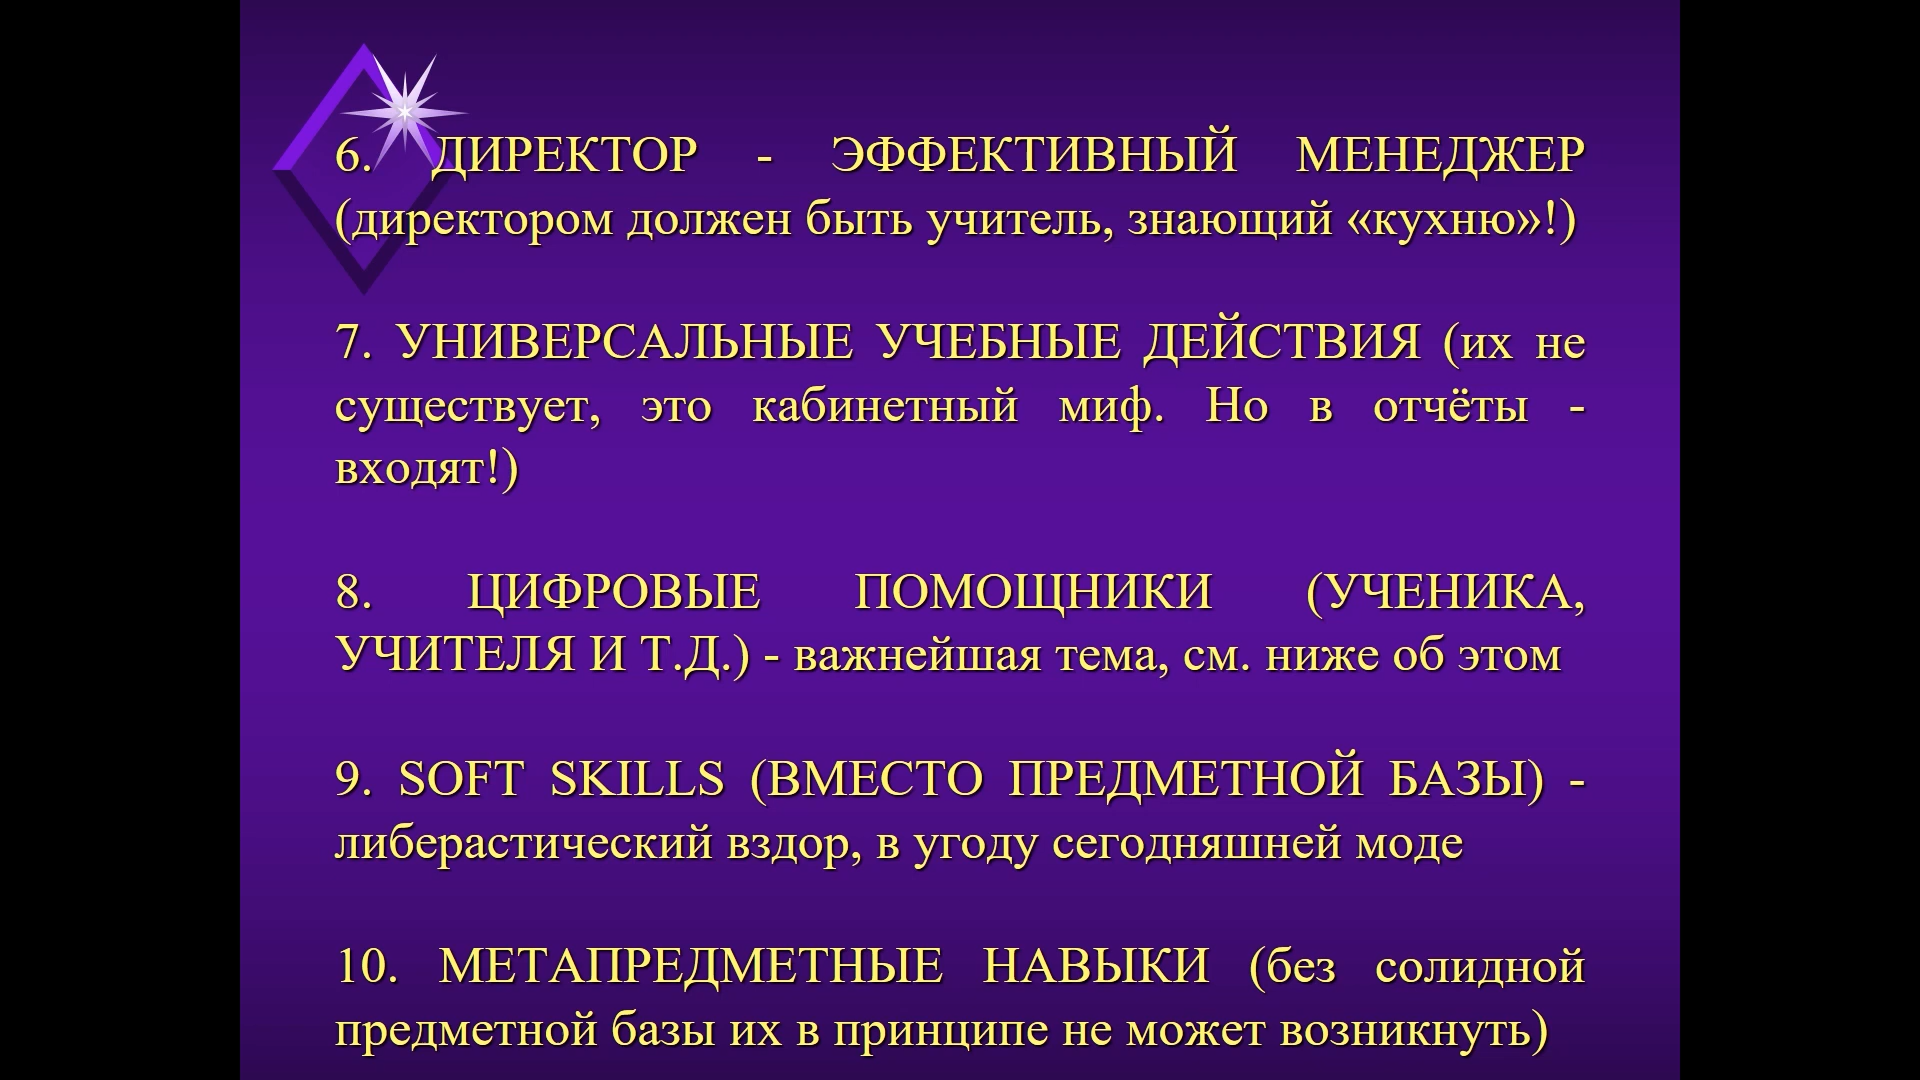 6. ДИРЕКТОР - ЭФФЕКТИВНЫЙ МЕНЕДЖЕР
(директором должен быть учитель, знающий «кухню»!)
7. УНИВЕРСАЛЬНЫЕ УЧЕБНЫЕ ДЕЙСТВИЯ (их не
существует, это кабинетный миф. Но в отчёты -
входят!)
8. ЦИФРОВЫЕ ПОМОЩНИКИ (УЧЕНИКА,
УЧИТЕЛЯ И Т.Д.) - важнейшая тема, см. ниже об этом
9. SOFT SKILLS (ВМЕСТО ПРЕДМЕТНОЙ БАЗЫ) -
либерастический вздор, в угоду сегодняшней моде
10. МЕТАПРЕДМЕТНЫЕ НАВЫКИ (без солидной
предметной базы их в принципе не может возникнуть)